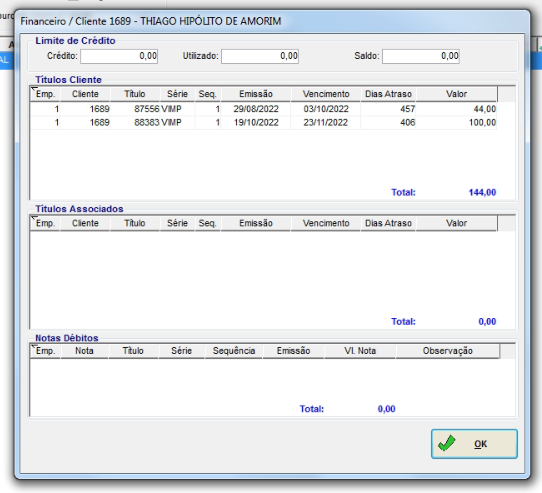 ourc
Financeiro / Cliente 1689 - THIAGO HIPÓLITO DE AMORIM
Limite de Crédito
Crédito: 0,00 Utilizado: 0,00 Saldo: 0,00
AL
Títulos Cliente
Emp. Cliente Título Série Seq. Emissão Vencimento Dias Atraso Valor
1 1689 87556 VIMP 1 29/08/2022 03/10/2022 457 44,00
1 1689 88383 VIMP 1 19/10/2022 23/11/2022 406 100,00
Total: 144,00
Títulos Associados
Emp. Cliente Título Série Seq. Emissão Vencimento Dias Atraso Valor
Total: 0,00
Notas Débitos
Emp. Nota Título Série Sequência Emissão Vl. Nota Observação
Total: 0,00
OK